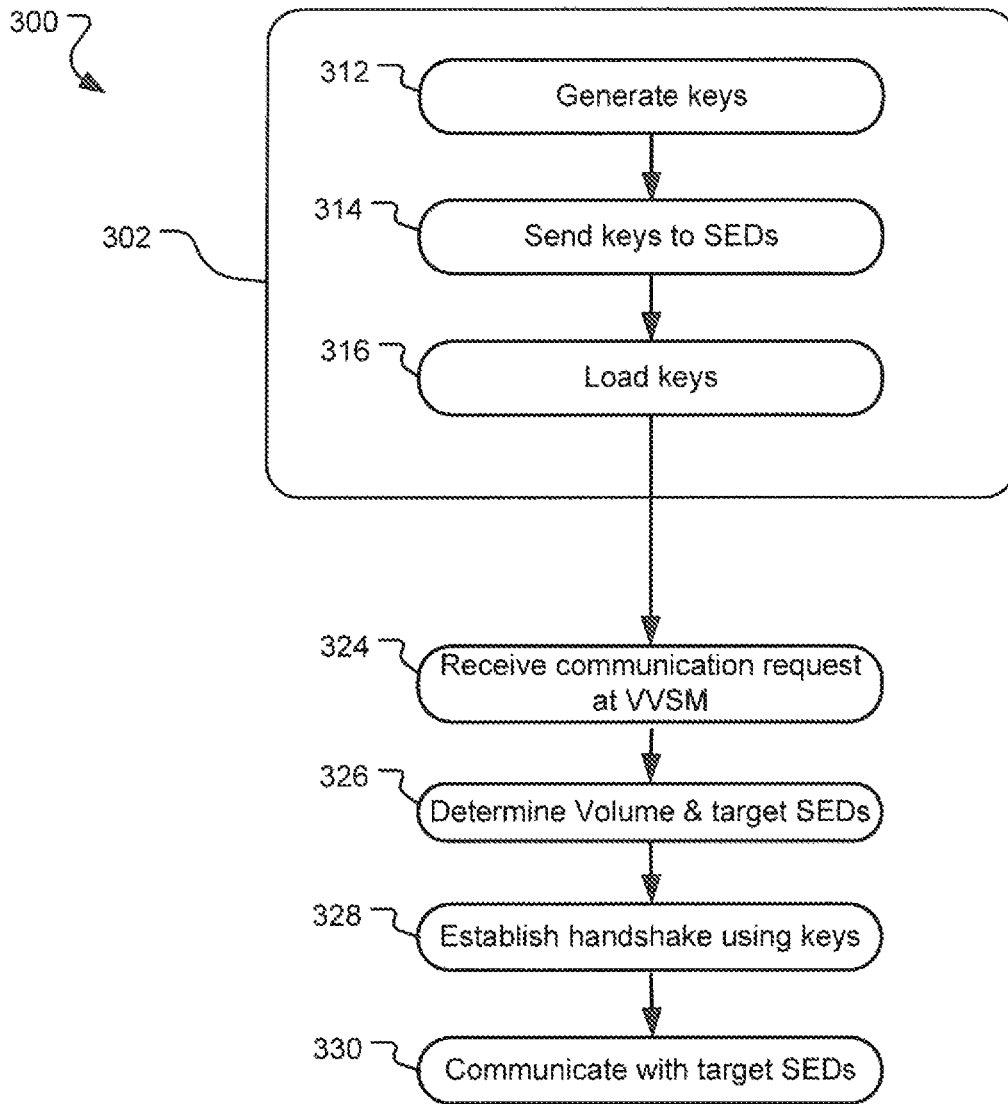 300
312
Generate keys
314
Send keys to SEDs
302
316
Load keys
324
Receive communication request
at VVSM
326
Determine Volume & target SEDs
328
Establish handshake using keys
330
Communicate with target SEDs